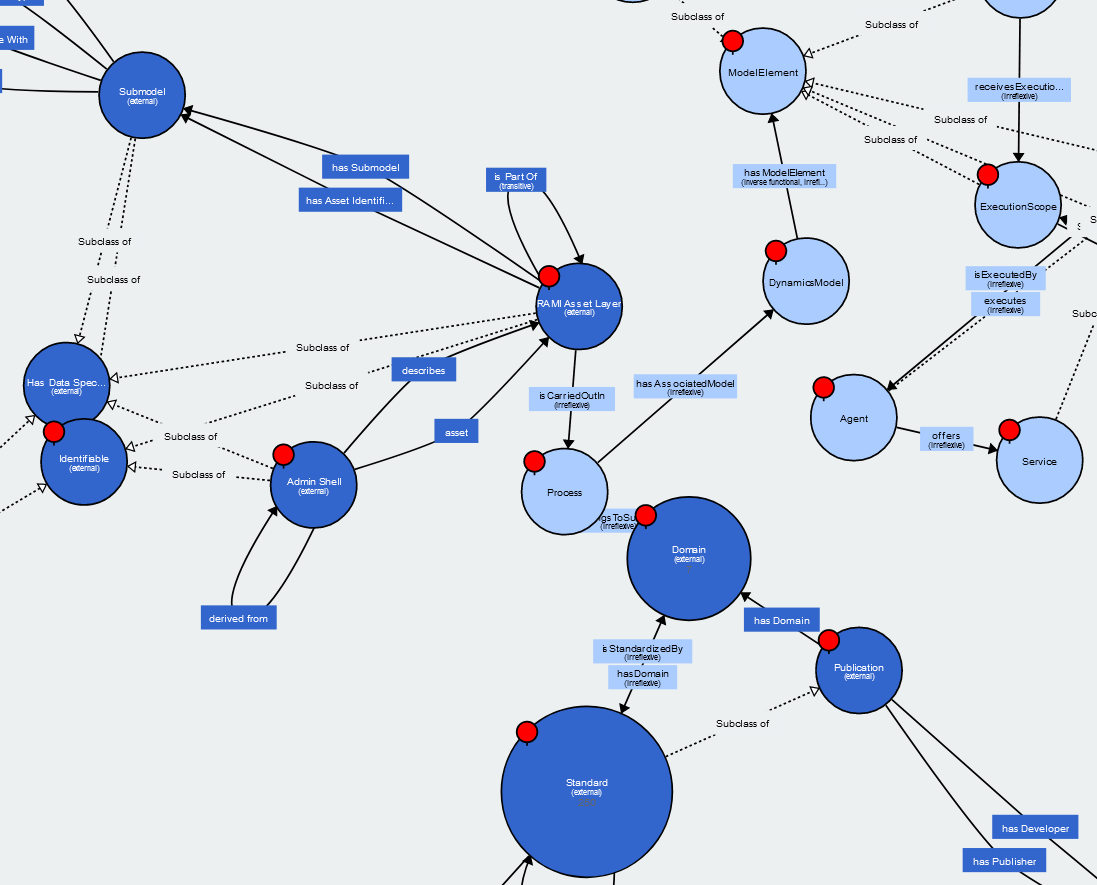 Subclass of
Subclass of
e With
ModelElement
receivesExecutio...
(irreflexive)
Submodel
(external)
Subclass of
Subclass of
has Submodel
has Asset Identifi...
is Part Of
(transitive)
has ModelElement
(inverse functional, irrefl...)
ExecutionScope
Subclass of
Subclass of
RAMI Asset Layer
(external)
DynamicsModel
isExecutedBy
(irreflexive)
executes
(irreflexive)
Subc
Subclass of
describes
Subclass of
Has Data Spec...
(external)
isCarriedOutIn
(irreflexive)
hasAssociatedModel
(irreflexive)
Agent
offers
(irreflexive)
Service
Subclass of
asset
Identifiable
(external)
Subclass of
Admin Shell
(external)
Process
gsToSu
(irreflexive)
Domain
(external)
derived from
has Domain
isStandardizedBy
(irreflexive)
hasDomain
(irreflexive)
Publication
(external)
Subclass of
Standard
(external)
has Developer
has Publisher